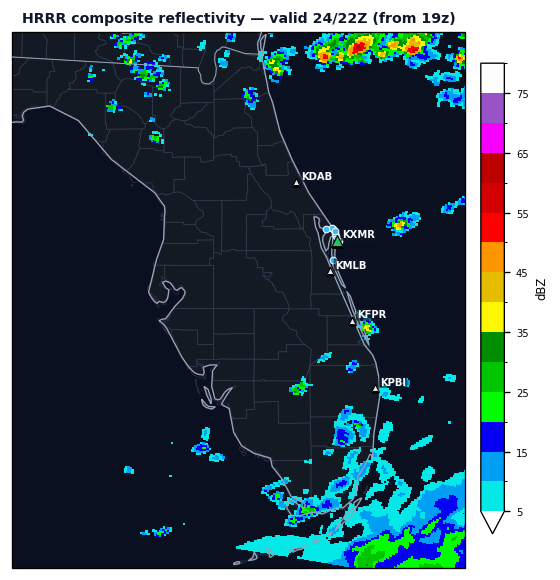 HRRR composite reflectivity — valid 24/22Z (from 19z)
KDAB
KXMR
KMLB
KFPR
KPBI
75
65
55
45
35
25
15
5
dBZ